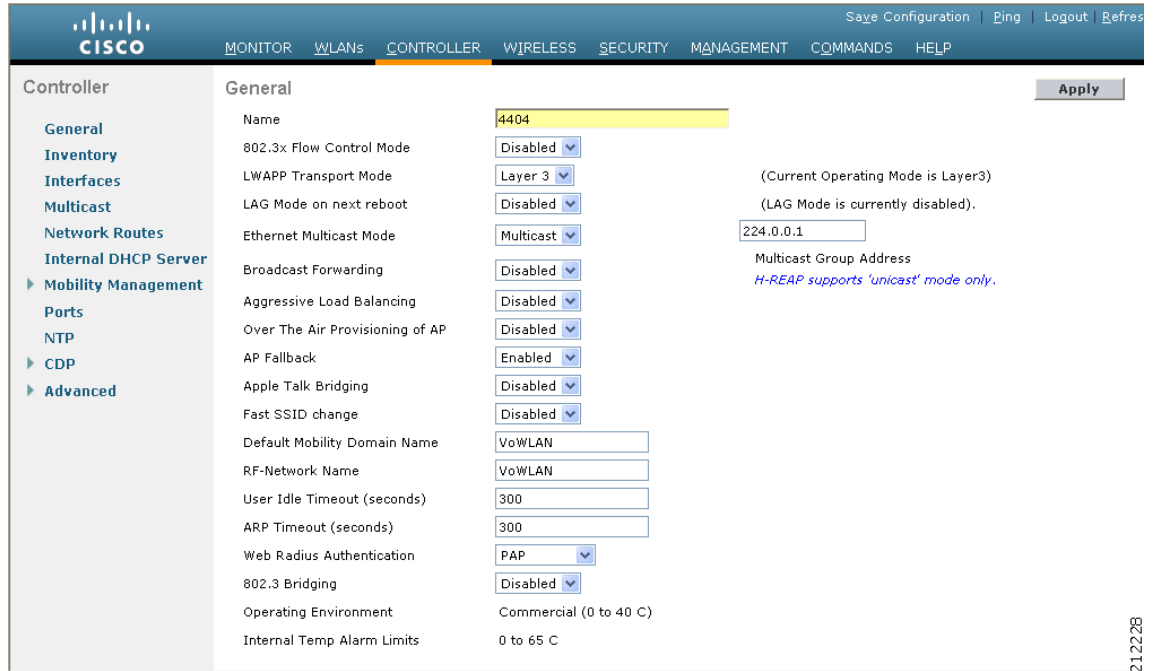 Save Configuration | Ping | Logout | Refres
CISCO
MONITOR WLANs CONTROLLER WIRELESS SECURITY MANAGEMENT COMMANDS HELP
Controller
General
Inventory
Interfaces
Multicast
Network Routes
Internal DHCP Server
Mobility Management
Ports
NTP
CDP
Advanced
General
Apply
Name 4404
802.3x Flow Control Mode Disabled
LWAPP Transport Mode Layer 3 (Current Operating Mode is Layer3)
LAG Mode on next reboot Disabled (LAG Mode is currently disabled).
Ethernet Multicast Mode Multicast 224.0.0.1
Multicast Group Address
Broadcast Forwarding Disabled
H-REAP supports 'unicast' mode only.
Aggressive Load Balancing Disabled
Over The Air Provisioning of AP Disabled
AP Fallback Enabled
Apple Talk Bridging Disabled
Fast SSID change Disabled
Default Mobility Domain Name VoWLAN
RF-Network Name VoWLAN
User Idle Timeout (seconds) 300
ARP Timeout (seconds) 300
Web Radius Authentication PAP
802.3 Bridging Disabled
Operating Environment Commercial (0 to 40 C)
Internal Temp Alarm Limits 0 to 65 C
212228